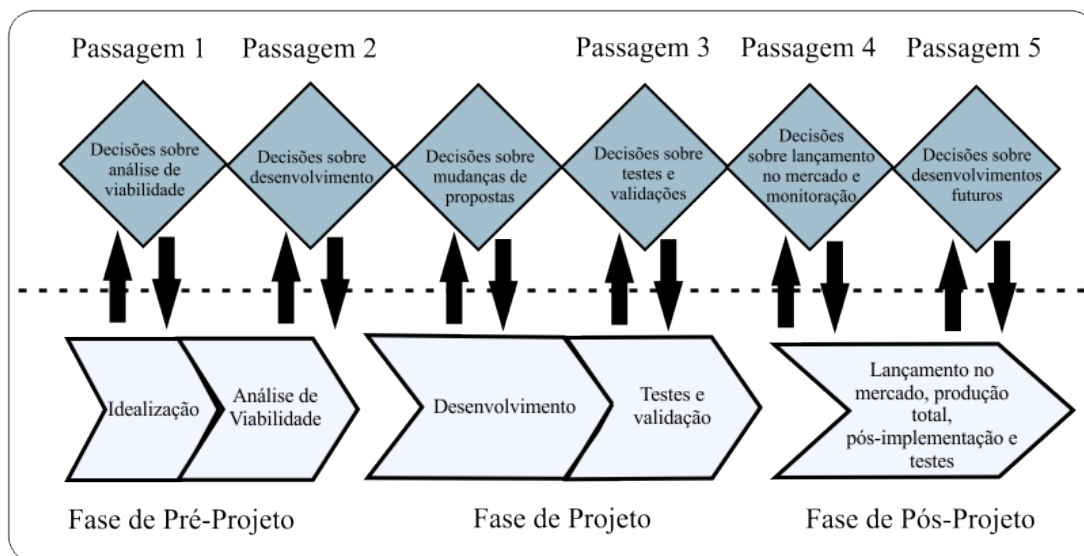 Passagem 1
Passagem 2
Passagem 3
Passagem 4
Passagem 5
Decisões sobre
análise de
viabilidade
Decisões sobre
desenvolvimento
Decisões sobre
mudanças de
propostas
Decisões sobre
testes e
validações
Decisões
sobre lançamento
no mercado e
monitoração
Decisões sobre
desenvolvimentos
futuros
Idealização
Análise de
Viabilidade
Desenvolvimento
Testes e
validação
Lançamento no
mercado, produção
total,
pós-implementação e
testes
Fase de Pré-Projeto
Fase de Projeto
Fase de Pós-Projeto